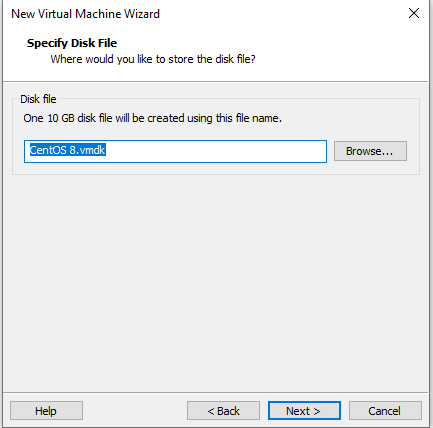 New Virtual Machine Wizard
Specify Disk File
Where would you like to store the disk file?
Disk file
One 10 GB disk file will be created using this file name.
CentOS 8.vmdk
Browse...
Help
< Back
Next >
Cancel